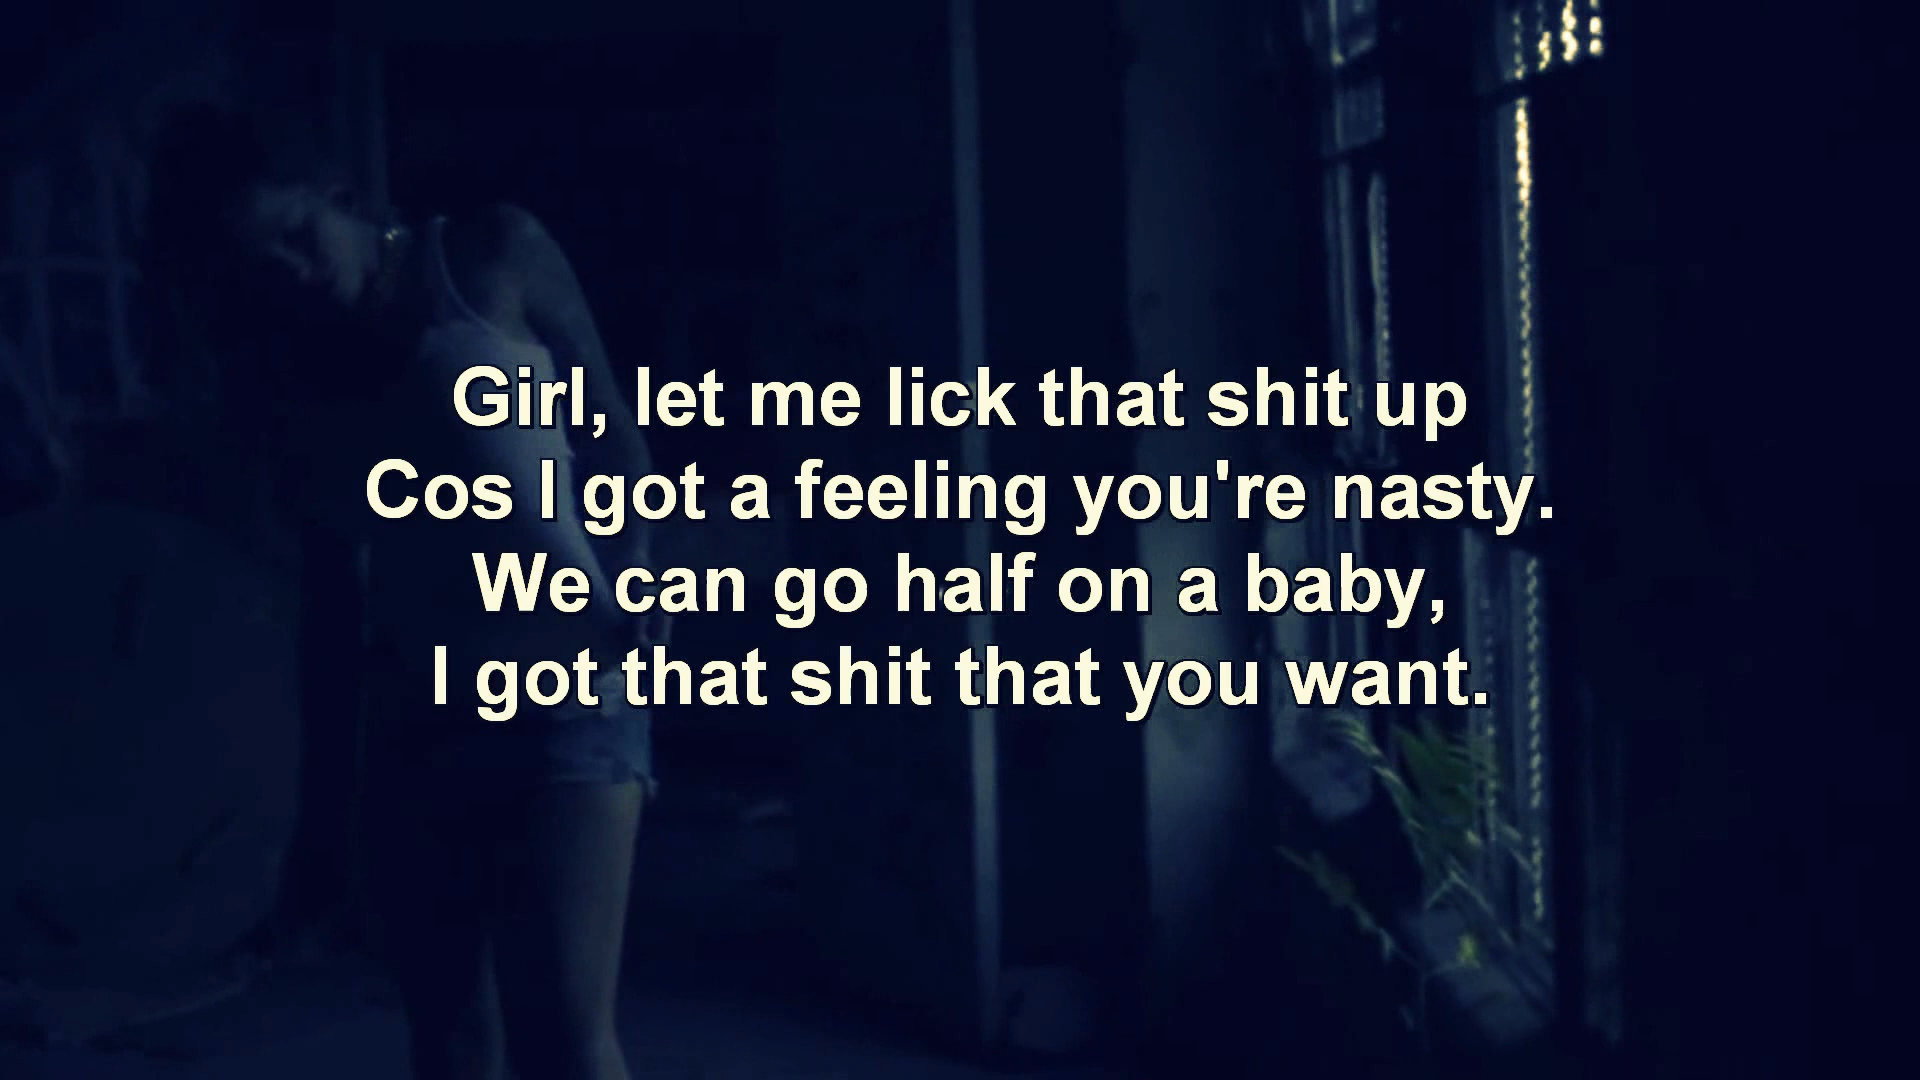 Girl, let me lick that shit up
Cos I got a feeling you're nasty.
We can go half on a baby,
I got that shit that you want.